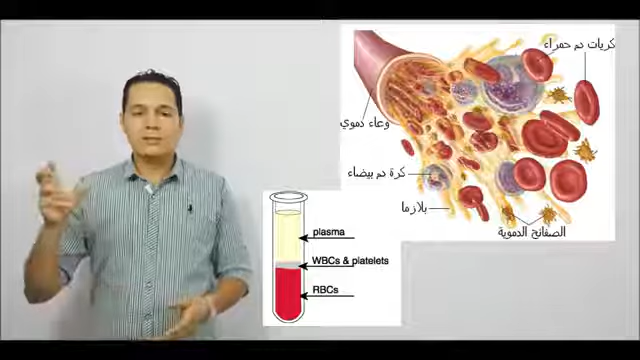 كريات دم حمراء
وعاء دموي
كرة دم بيضاء
بلازما
الصفائح الدموية
plasma
WBCs & platelets
RBCs